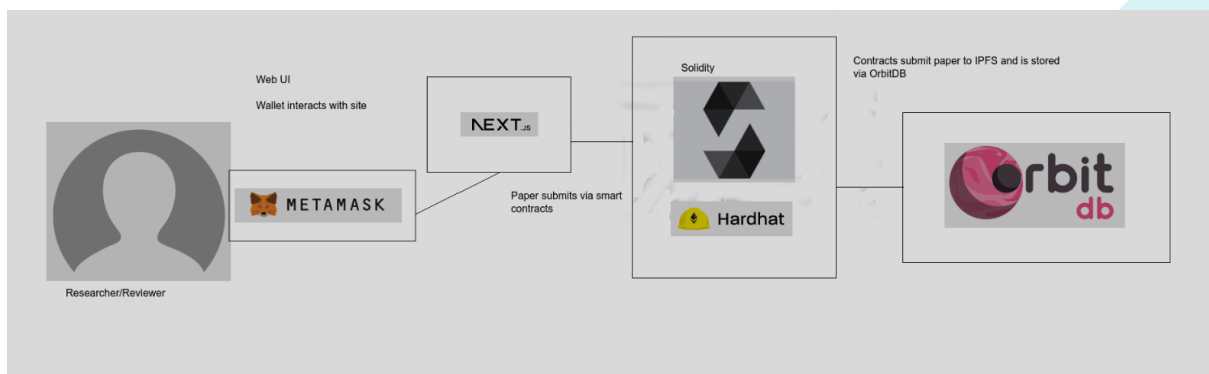 Web UI
Wallet interacts with site
METAMASK
Researcher/Reviewer
NEXT.JS
Paper submits via smart
contracts
Solidity
Hardhat
Contracts submit paper to IPFS and is stored
via OrbitDB
Orbit
db